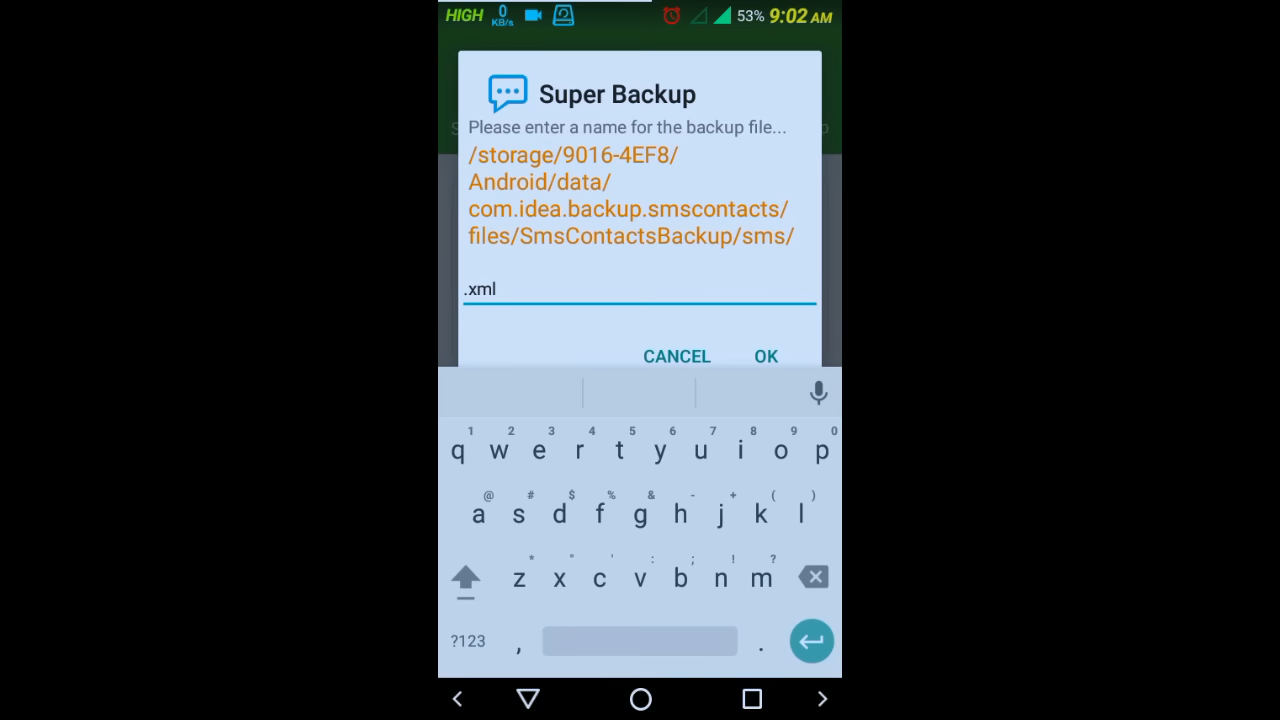 HIGH 0 KB/s 53% 9:02 AM
Super Backup
Please enter a name for the backup file...
/storage/9016-4EF8/
Android/data/
com.idea.backup.smscontacts/
files/SmsContactsBackup/sms/
.xml
CANCEL OK
1 2 3 4 5 6 7 8 9 0
q w e r t y u i o p
@ # $ % & - + ( )
a s d f g h j k l
* " ' : ; ! ?
z x c v b n m
?123 , .